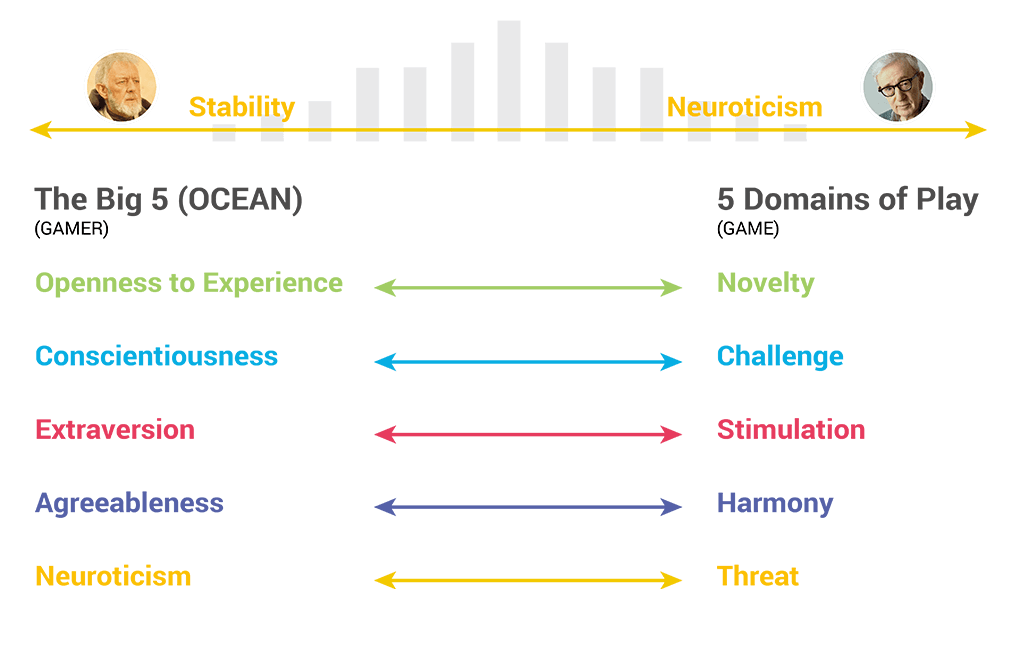 Stability
Neuroticism
The Big 5 (OCEAN)
(GAMER)
5 Domains of Play
(GAME)
Openness to Experience
Novelty
Conscientiousness
Challenge
Extraversion
Stimulation
Agreeableness
Harmony
Neuroticism
Threat